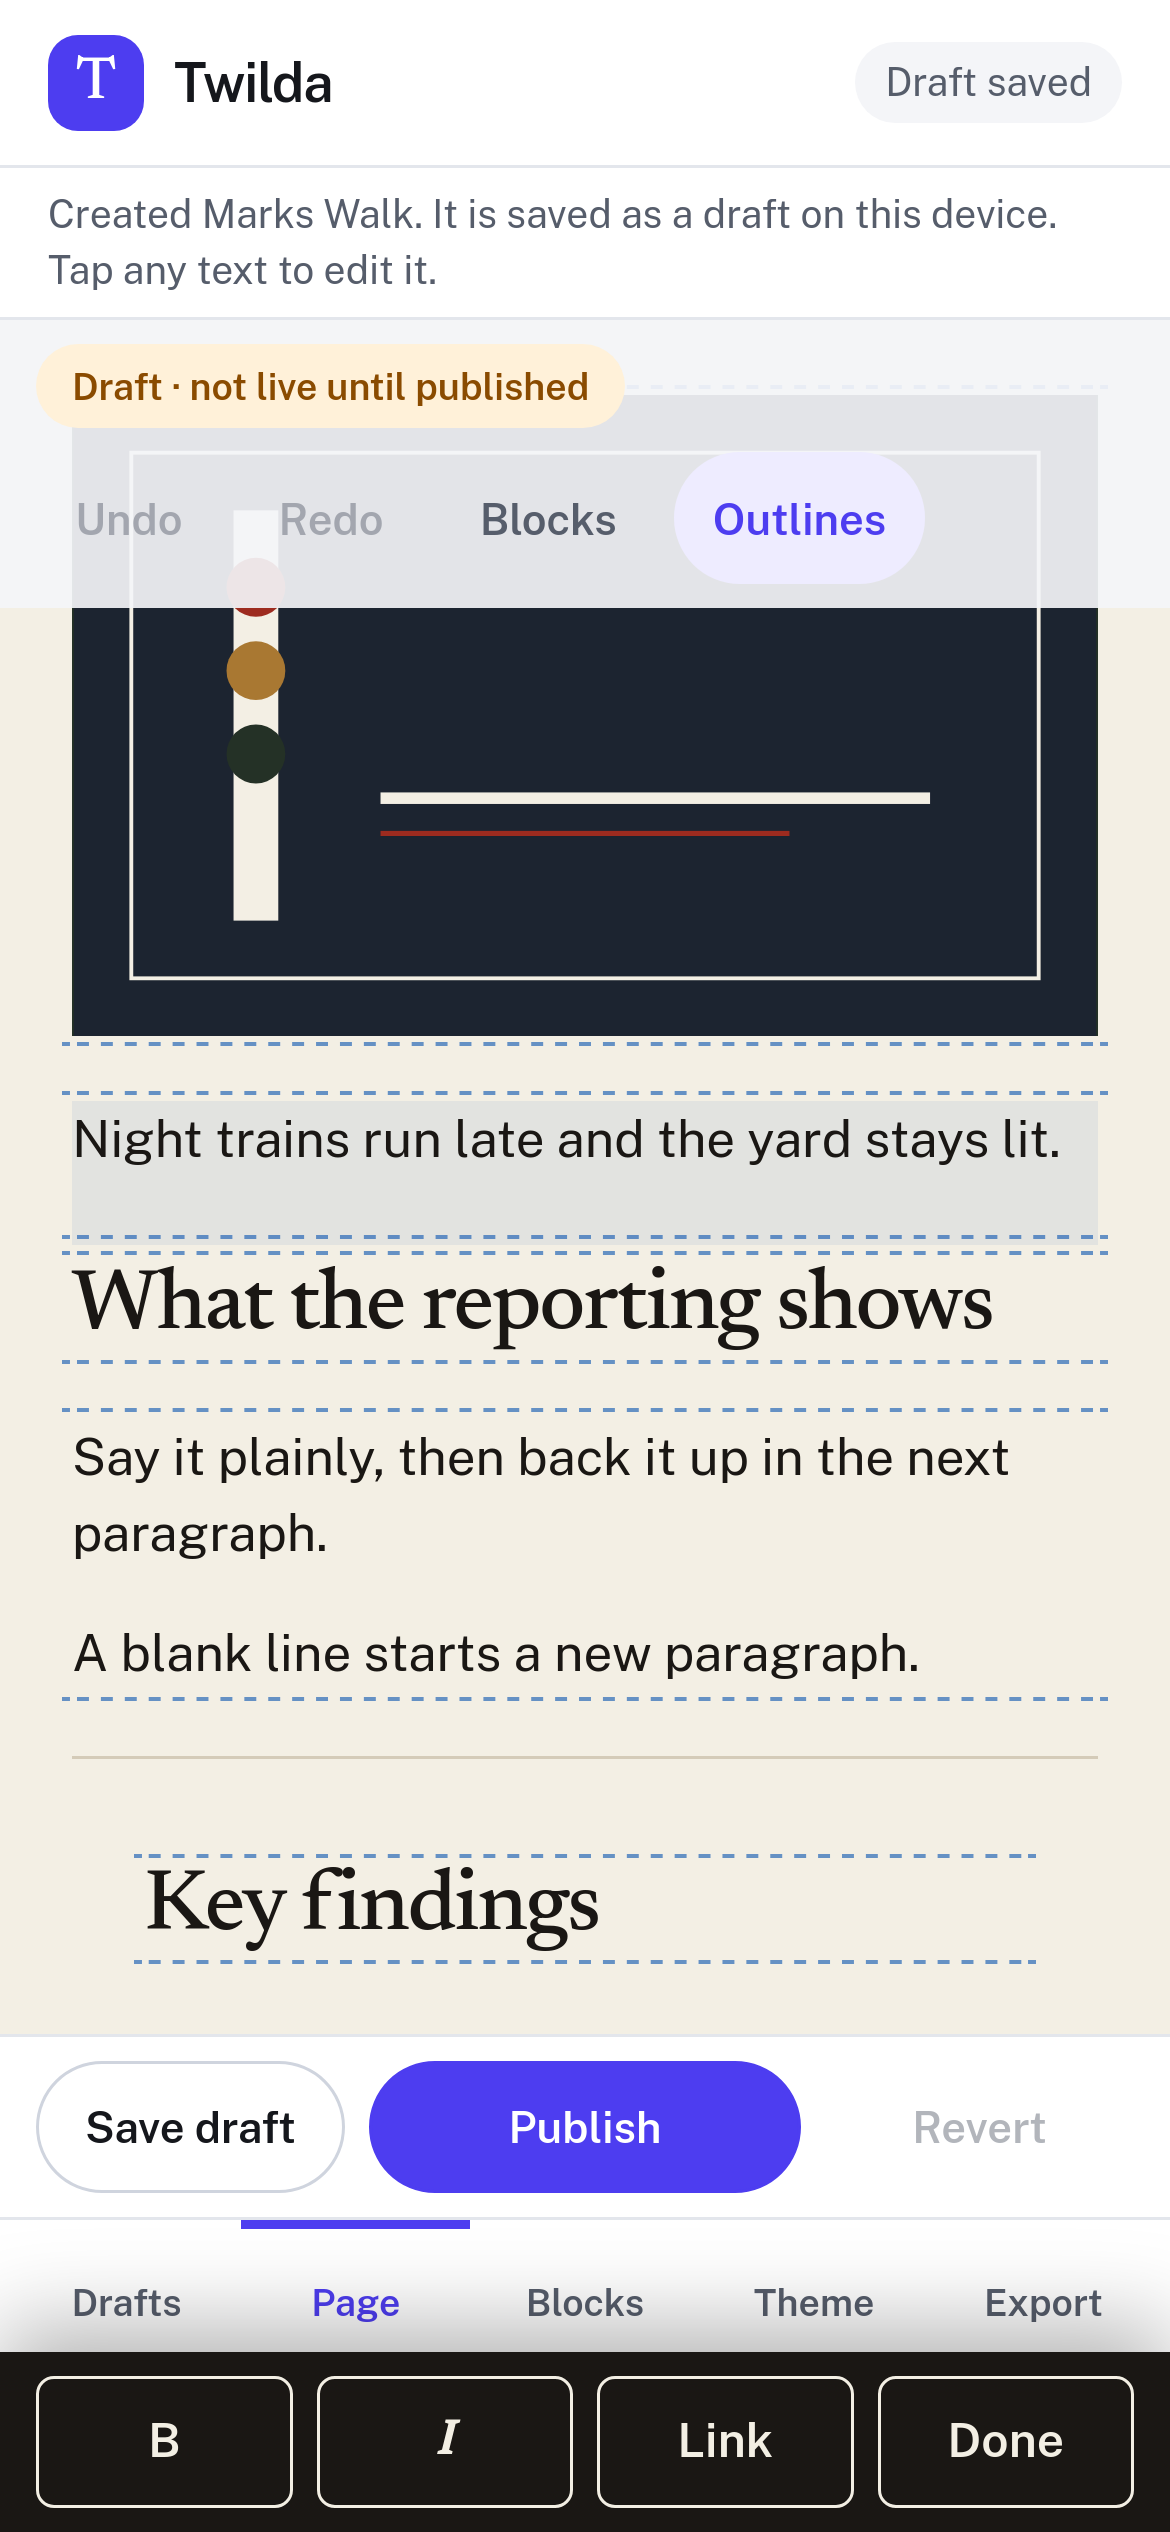 T
Twilda
Draft saved
Created Marks Walk. It is saved as a draft on this device.
Tap any text to edit it.
Draft · not live until published
Undo
Redo
Blocks
Outlines
Night trains run late and the yard stays lit.
What the reporting shows
Say it plainly, then back it up in the next
paragraph.
A blank line starts a new paragraph.
Key findings
Save draft
Publish
Revert
Drafts
Page
Blocks
Theme
Export
B
I
Link
Done